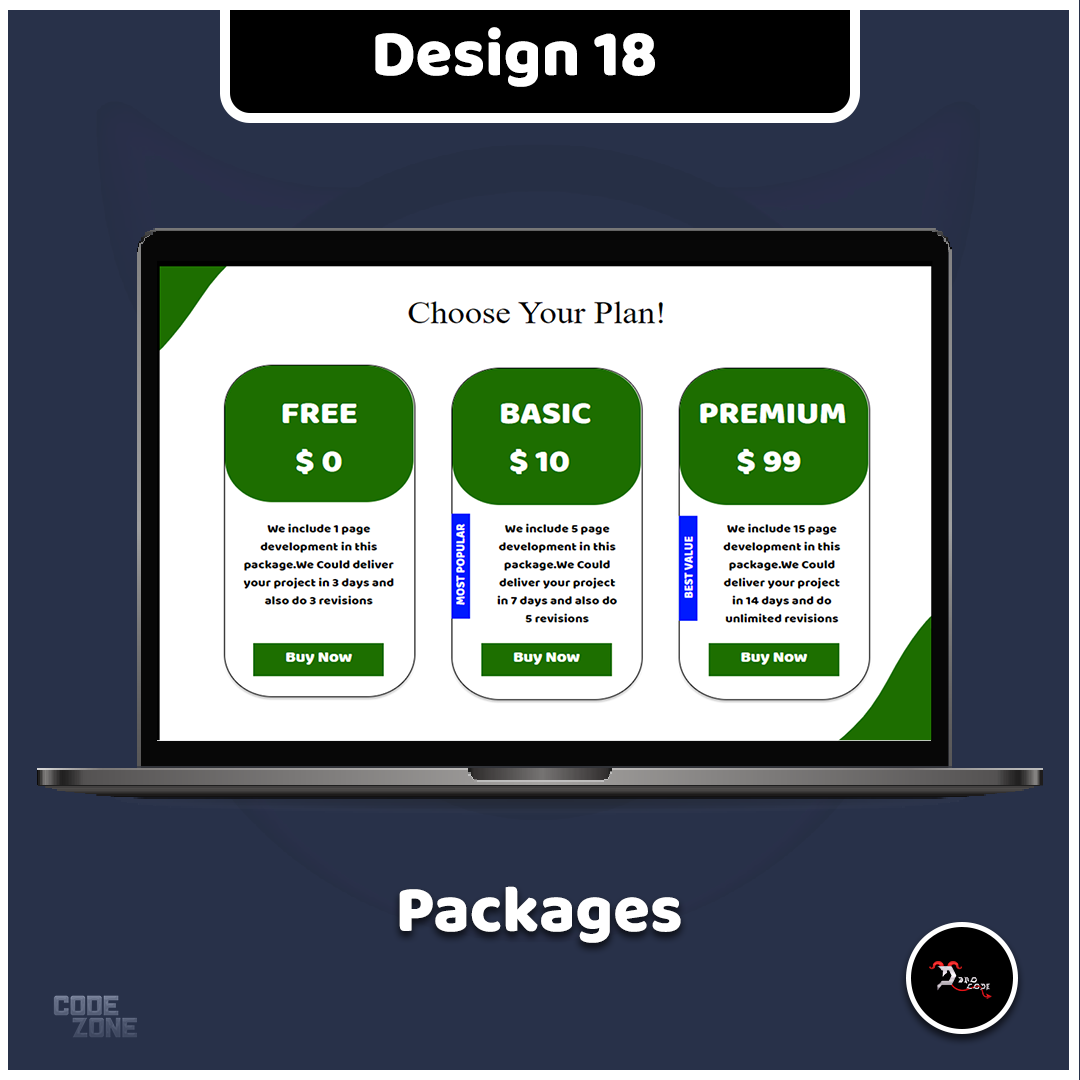 Design 18
Choose Your Plan!
FREE
$ 0
We include 1 page
development in this
package.We Could deliver
your project in 3 days and
also do 3 revisions
Buy Now
BASIC
$ 10
MOST POPULAR
We include 5 page
development in this
package.We Could
deliver your project
in 7 days and also do
5 revisions
Buy Now
PREMIUM
$ 99
BEST VALUE
We include 15 page
development in this
package.We Could
deliver your project
in 14 days and do
unlimited revisions
Buy Now
Packages
CODE
ZONE
CODE